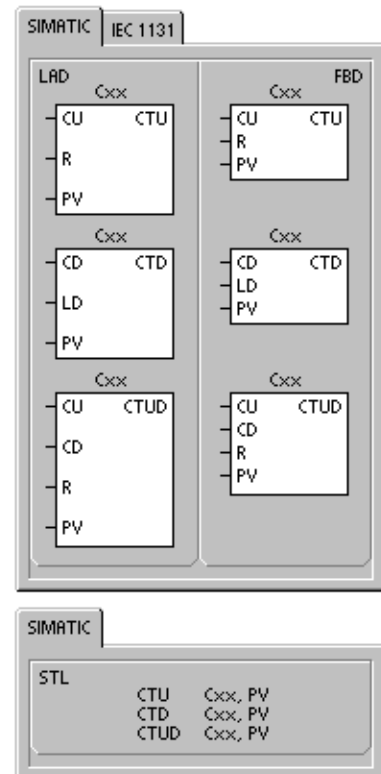 SIMATIC IEC 1131
LAD FBD
Cxx Cxx
CU CTU CU CTU
R R
PV PV
Cxx Cxx
CD CTD CD CTD
LD LD
PV PV
Cxx Cxx
CU CTUD CU CTUD
CD CD
R R
PV PV
SIMATIC
STL
CTU Cxx, PV
CTD Cxx, PV
CTUD Cxx, PV